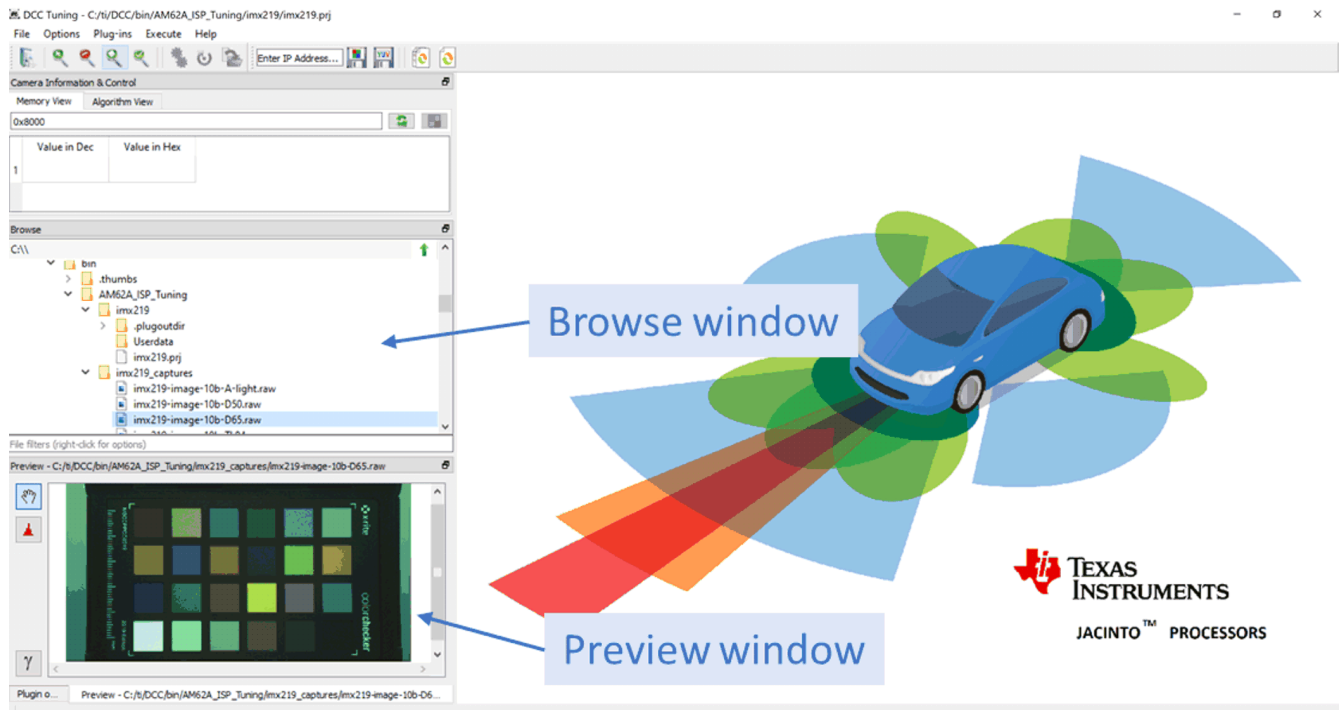 DCC Tuning - C:/ti/DCC/bin/AM62A_ISP_Tuning/imx219/imx219.prj
File Options Plug-ins Execute Help
Enter IP Address...
Camera Information & Control
Memory View Algorithm View
0x8000
Value in Dec Value in Hex
1
Browse
C:\\
bin
.thumbs
AM62A_ISP_Tuning
imx219
.plugoutdir
Userdata
imx219.prj
imx219_captures
imx219-image-10b-A-light.raw
imx219-image-10b-D50.raw
imx219-image-10b-D65.raw
File filters (right-click for options)
Preview - C:/ti/DCC/bin/AM62A_ISP_Tuning/imx219_captures/imx219-image-10b-D65.raw
x-rite
colorchecker
γ
Plugin o... Preview - C:/ti/DCC/bin/AM62A_ISP_Tuning/imx219_captures/imx219-image-10b-D6...
Browse window
Preview window
TEXAS
INSTRUMENTS
JACINTO™ PROCESSORS